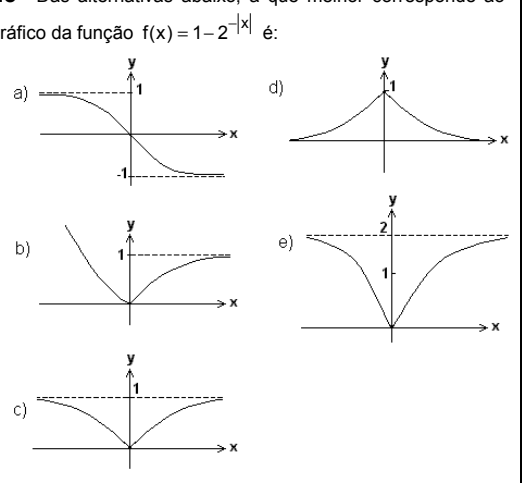 Das alternativas abaixo, a que melhor corresponde ao
ráfico da função f(x) = 1 – 2^{–|x|} é:
a) y 1 x -1
d) y 1 x
b) y 1 x
e) y 2 1 x
c) y 1 x